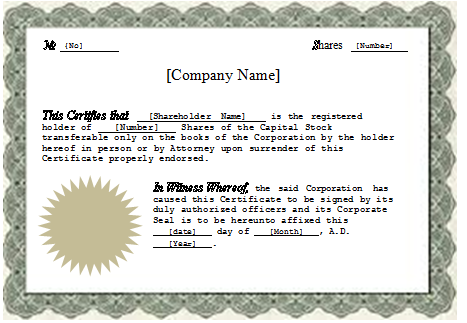 № [No] Shares [Number]
[Company Name]
This Certifies that [Shareholder Name] is the registered
holder of [Number] Shares of the Capital Stock
transferable only on the books of the Corporation by the holder
hereof in person or by Attorney upon surrender of this
Certificate properly endorsed.
In Witness Whereof, the said Corporation has
caused this Certificate to be signed by its
duly authorized officers and its Corporate
Seal is to be hereunto affixed this
[date] day of [Month], A.D.
[Year].